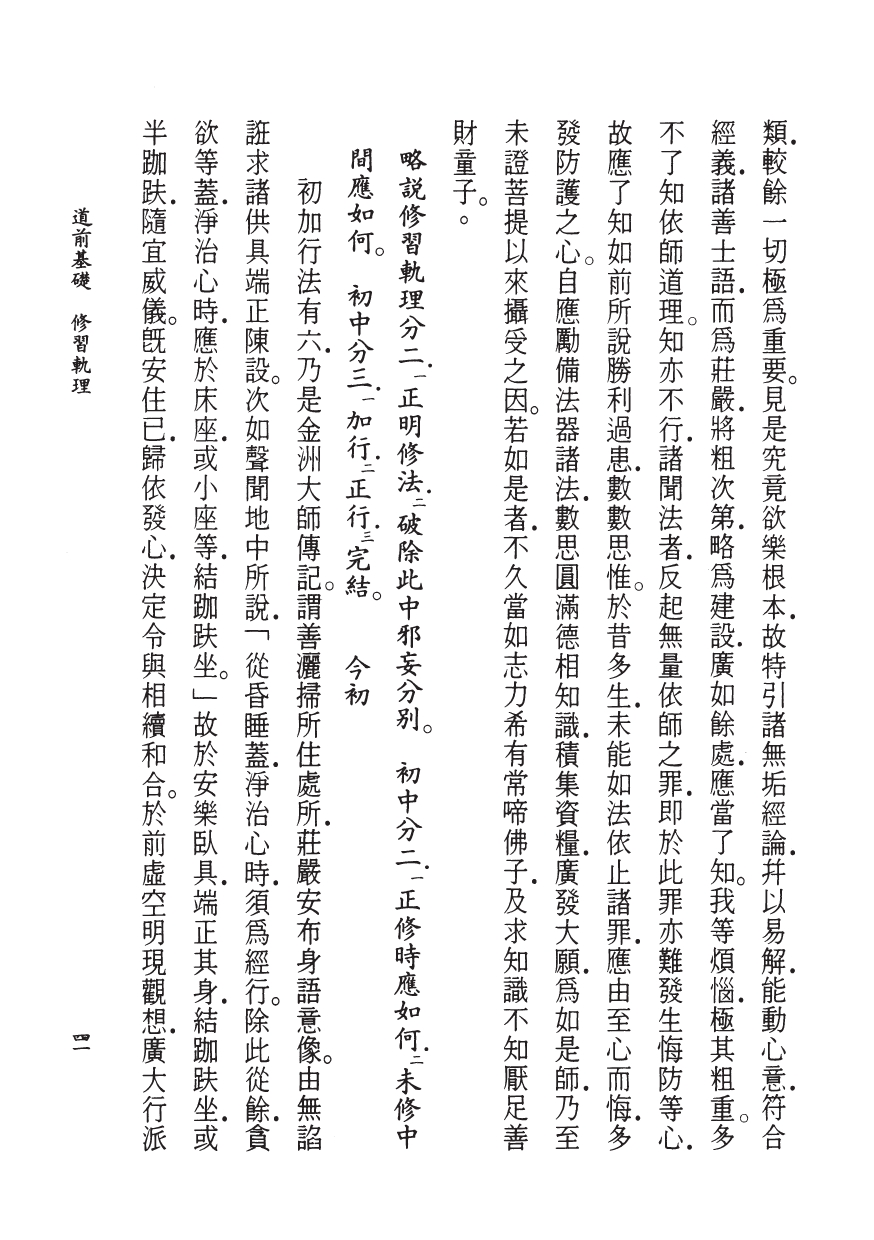 類．較餘一切極爲重要。見是究竟欲樂根本．故特引諸無垢經論．幷以易解．能動心意．符合
經義．諸善士語．而爲莊嚴．將粗次第．略爲建設．廣如餘處．應當了知。我等煩惱．極其粗重。多
不了知依師道理。知亦不行．諸聞法者．反起無量依師之罪．即於此罪亦難發生悔防等心．
故應了知如前所說勝利過患．數數思惟。於昔多生．未能如法依止諸罪．應由至心而悔．多
發防護之心。自應勵備法器諸法．數思圓滿德相知識．積集資糧．廣發大願．爲如是師．乃至
未證菩提以來攝受之因。若如是者．不久當如志力希有常啼佛子．及求知識不知厭足善
財童子。。
略説修習軌理分二．一正明修法．二破除此中邪妄分別。　初中分二．一正修時應如何．二未修中
間應如何。　初中分三．一加行．二正行．三完結。　今初
初加行法有六．乃是金洲大師傳記。謂善灑掃所住處所．莊嚴安布身語意像。由無諂
誑求諸供具端正陳設。次如聲聞地中所說．「從昏睡蓋．淨治心時．須爲經行。除此從餘．貪
欲等蓋．淨治心時．應於床座．或小座等．結跏趺坐。」故於安樂臥具．端正其身．結跏趺坐．或
半跏趺．隨宜威儀。旣安住已．歸依發心．決定令與相續和合。於前虛空明現觀想．廣大行派
道前基礎　修習軌理
四一